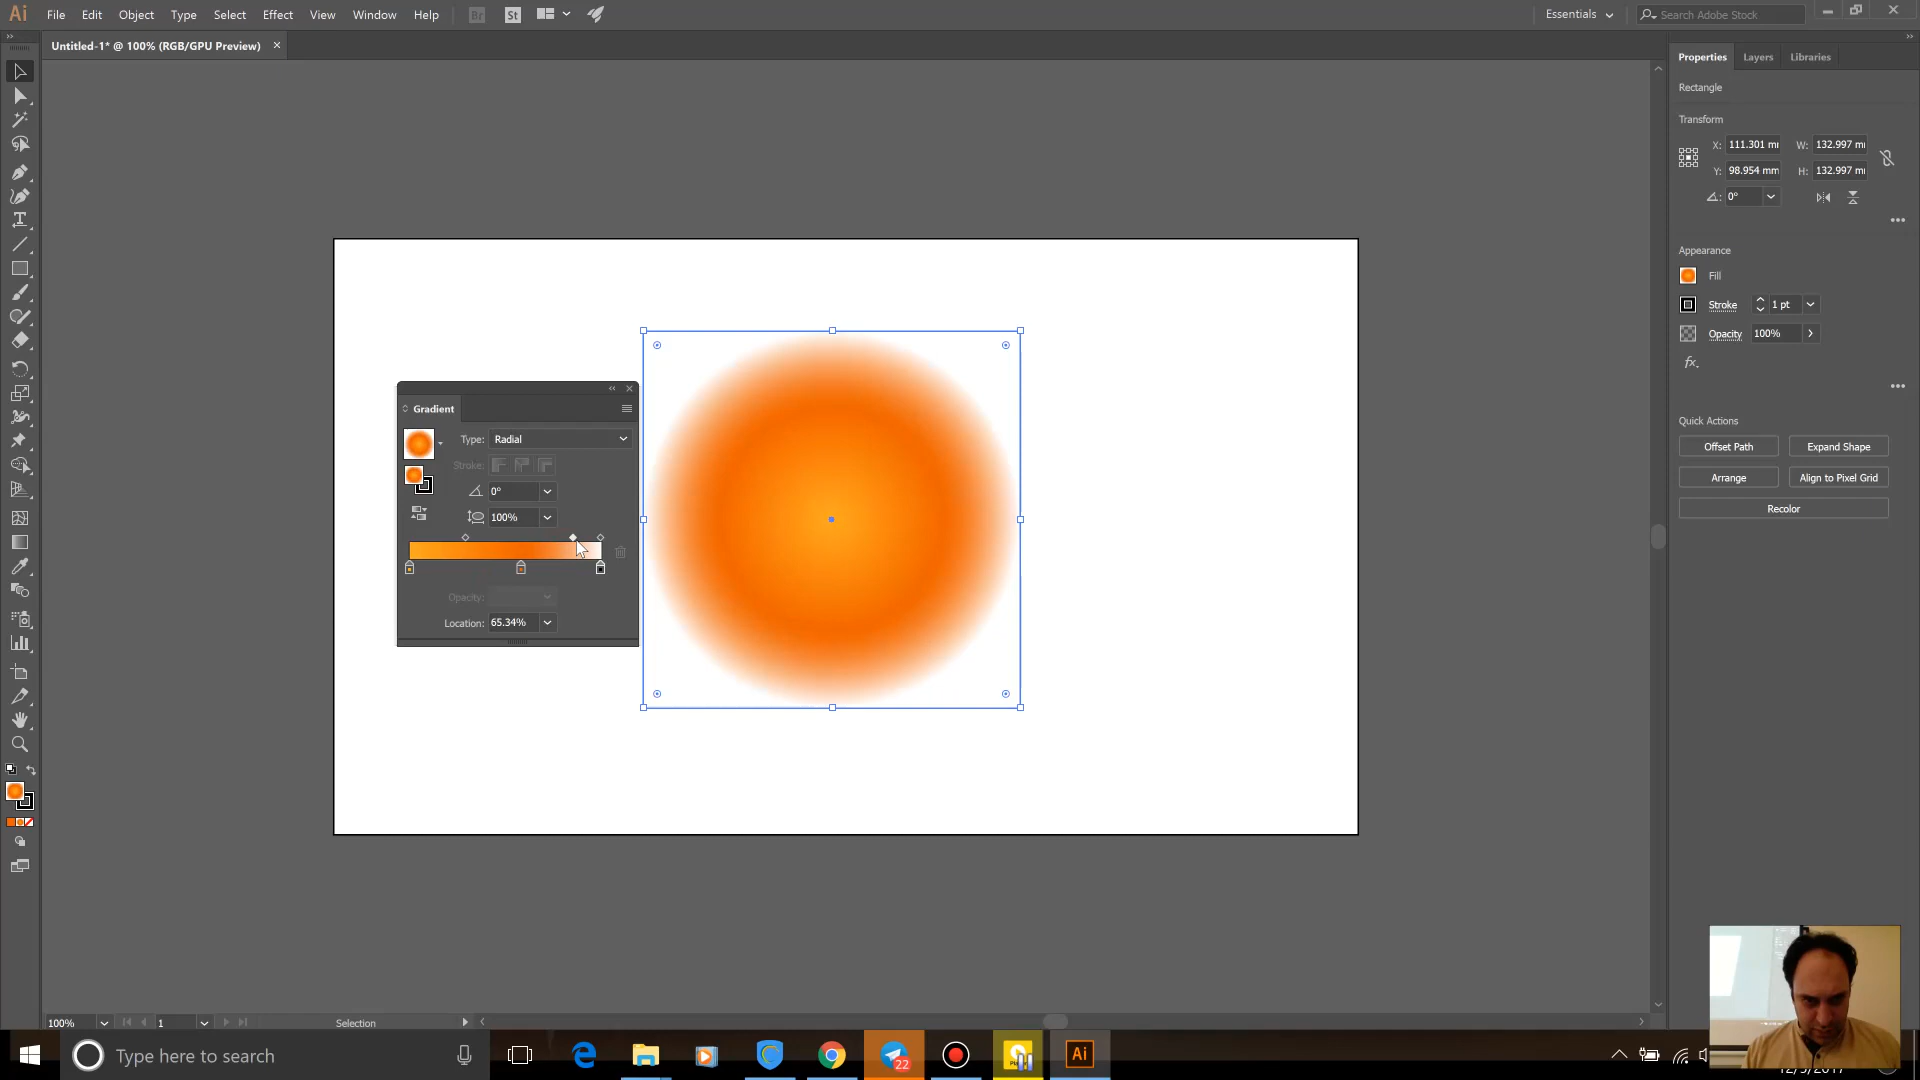 Ai File Edit Object Type Select Effect View Window Help Br St Essentials Search Adobe Stock
Untitled-1* @ 100% (RGB/GPU Preview)
Properties Layers Libraries
Rectangle
Transform
X: 111.301 W: 132.997
Y: 98.954 mm H: 132.997
0°
Appearance
Fill
Stroke 1 pt
Opacity 100%
fx.
Quick Actions
Offset Path Expand Shape
Arrange Align to Pixel Grid
Recolor
Gradient
Type: Radial
Stroke:
0°
100%
Opacity:
Location: 65.34%
100% 1 Selection
Type here to search
22
Ai